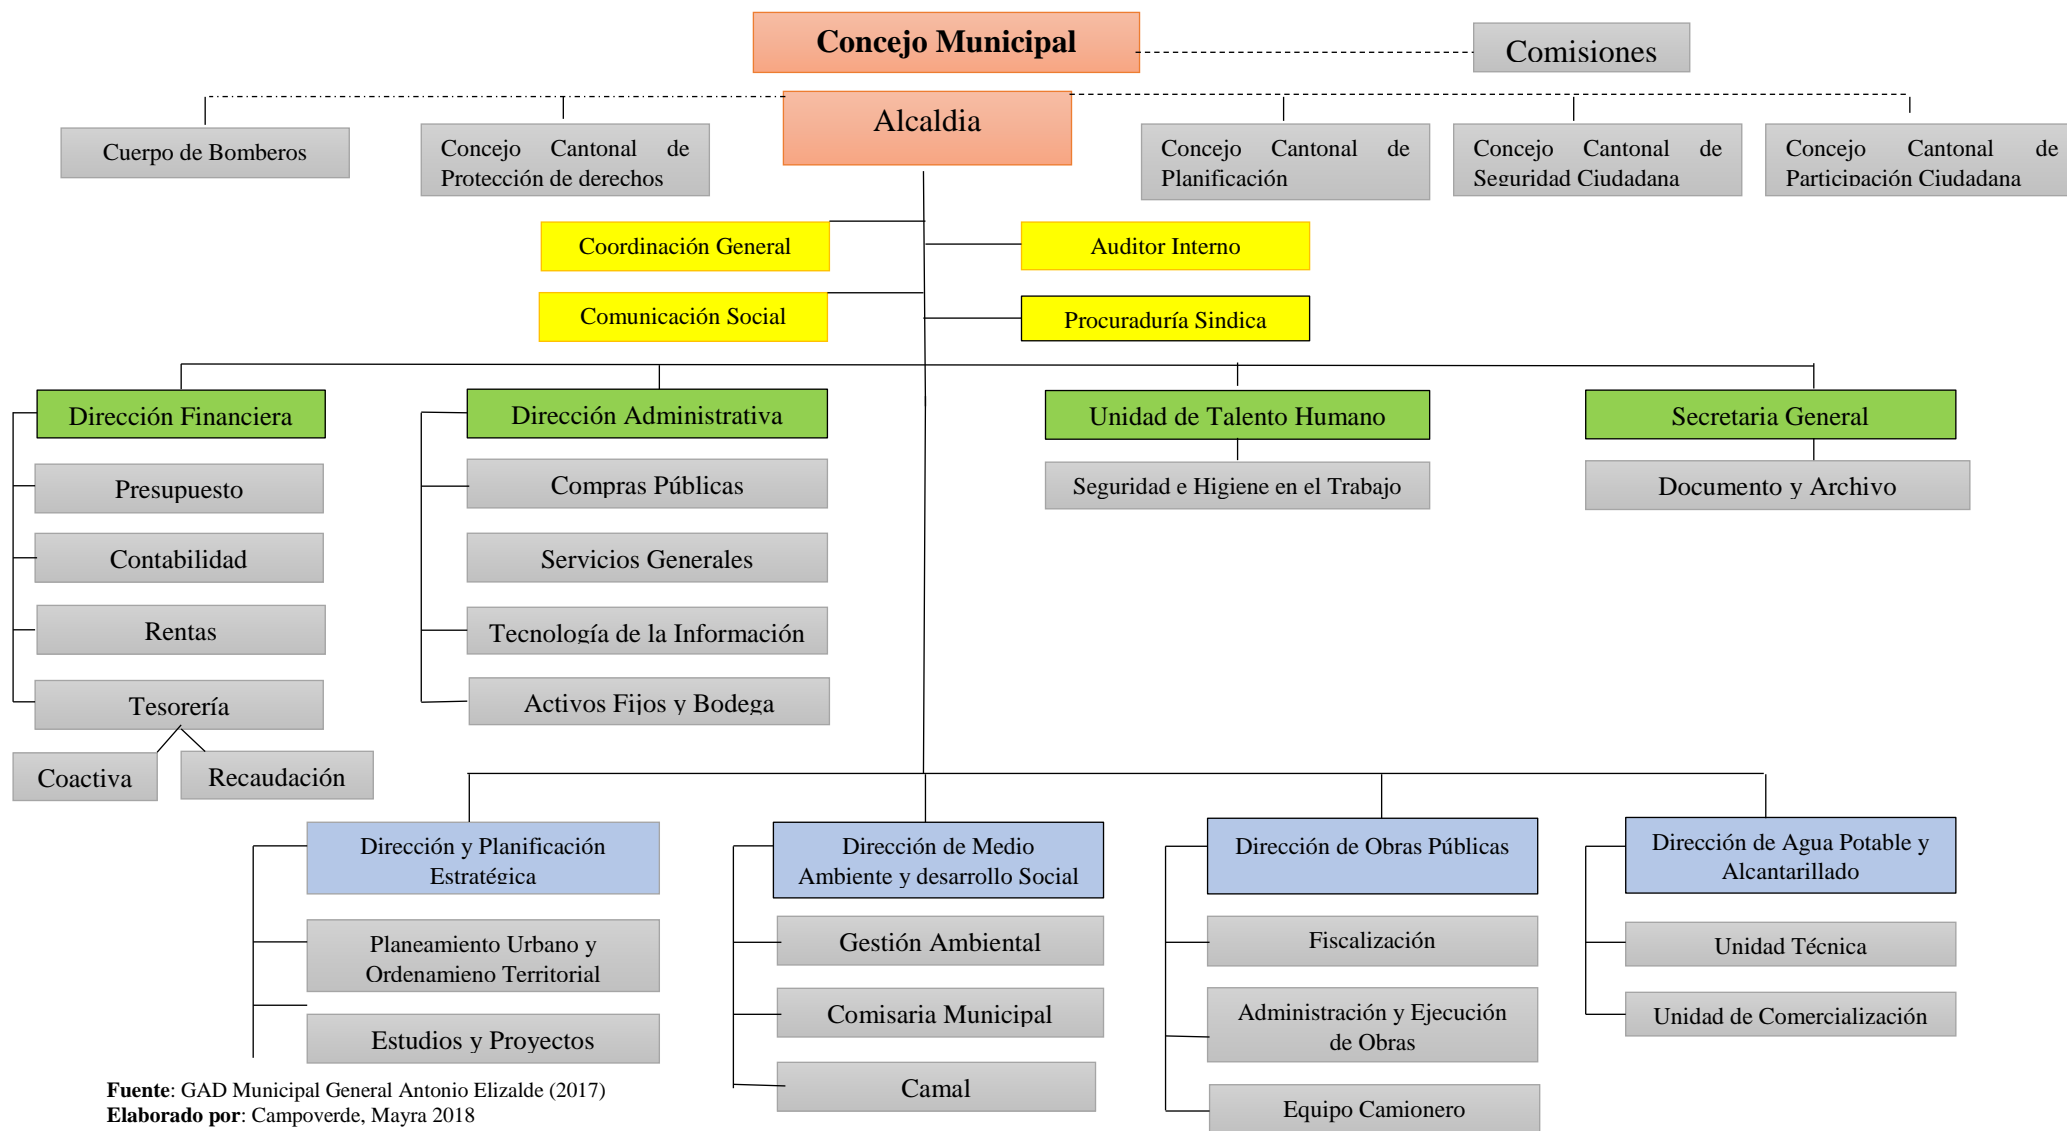 Concejo Municipal
Comisiones
Alcaldia
Cuerpo de Bomberos
Concejo Cantonal de
Protección de derechos
Concejo Cantonal de
Planificación
Concejo Cantonal de
Seguridad Ciudadana
Concejo Cantonal de
Participación Ciudadana
Coordinación General
Auditor Interno
Comunicación Social
Procuraduría Sindica
Dirección Financiera
Dirección Administrativa
Unidad de Talento Humano
Secretaria General
Presupuesto
Compras Públicas
Seguridad e Higiene en el Trabajo
Documento y Archivo
Contabilidad
Servicios Generales
Rentas
Tecnología de la Información
Tesorería
Activos Fijos y Bodega
Coactiva
Recaudación
Dirección y Planificación
Estratégica
Dirección de Medio
Ambiente y desarrollo Social
Dirección de Obras Públicas
Dirección de Agua Potable y
Alcantarillado
Planeamiento Urbano y
Ordenamieno Territorial
Gestión Ambiental
Fiscalización
Unidad Técnica
Estudios y Proyectos
Comisaria Municipal
Administración y Ejecución
de Obras
Unidad de Comercialización
Camal
Equipo Camionero
Fuente: GAD Municipal General Antonio Elizalde (2017)
Elaborado por: Campoverde, Mayra 2018